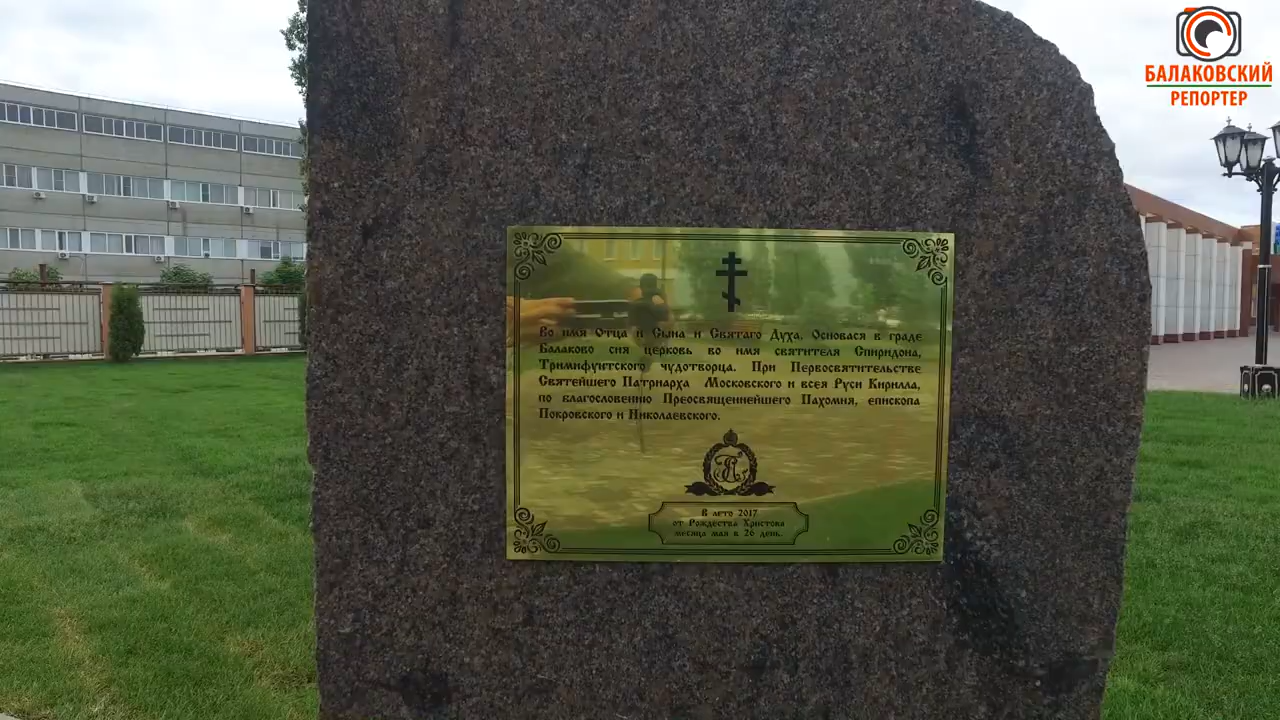 БАЛАКОВСКИЙ
РЕПОРТЕР
Во имя Отца и Сына и Святаго Духа. Основася в граде
Балаково сия церковь во имя святителя Спиридона,
Тримифунтского чудотворца. При Первосвятительстве
Святейшего Патриарха Московского и всея Руси Кирилла,
по благословению Преосвященнейшего Пахомия, епископа
Покровского и Николаевского.
В лето 2017
от Рождества Христова
месяца мая в 26 день.